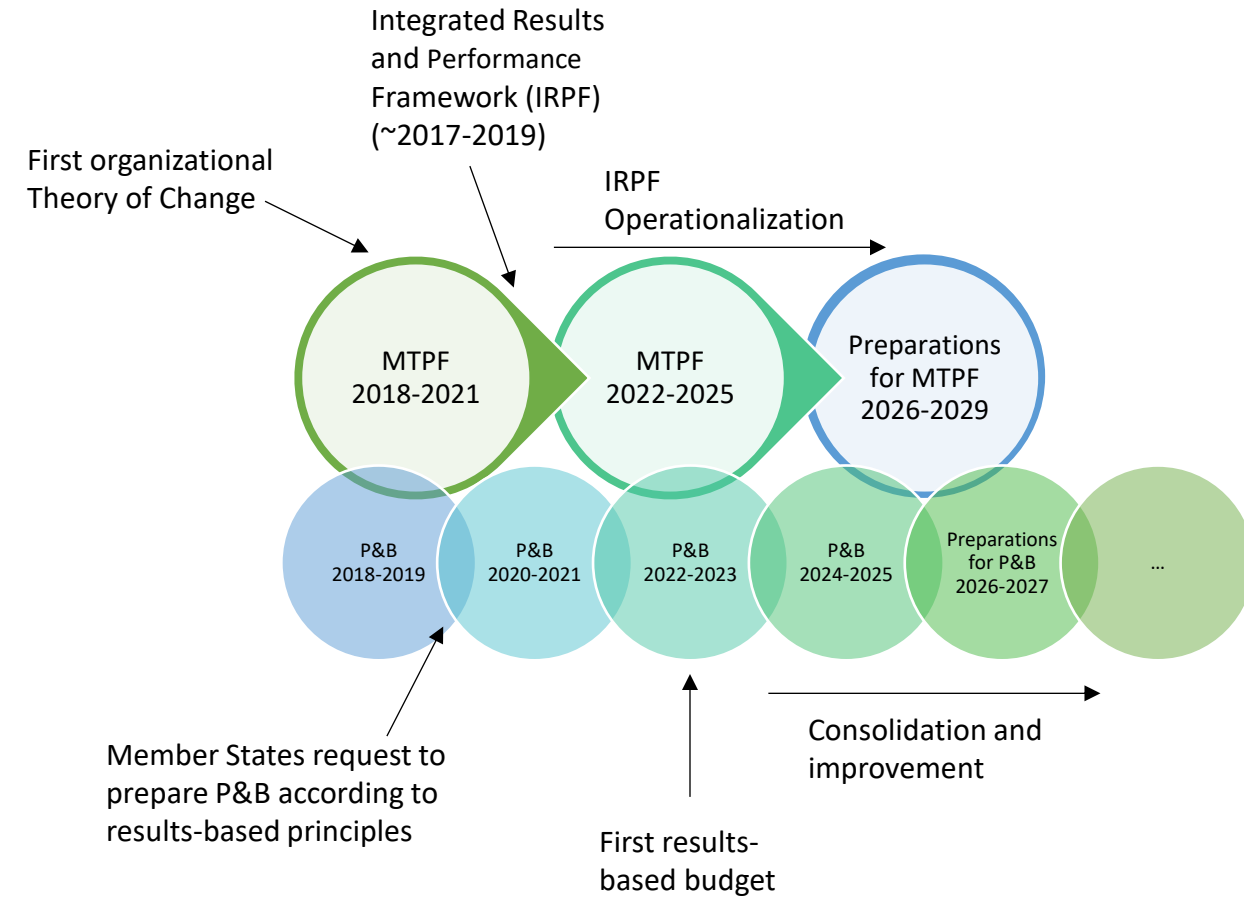 Integrated Results
and Performance
Framework (IRPF)
(~2017-2019)
First organizational
Theory of Change
IRPF
Operationalization
MTPF
2018-2021
MTPF
2022-2025
Preparations
for MTPF
2026-2029
P&B
2018-2019
P&B
2020-2021
P&B
2022-2023
P&B
2024-2025
Preparations
for P&B
2026-2027
...
Member States request to
prepare P&B according to
results-based principles
First results-
based budget
Consolidation and
improvement